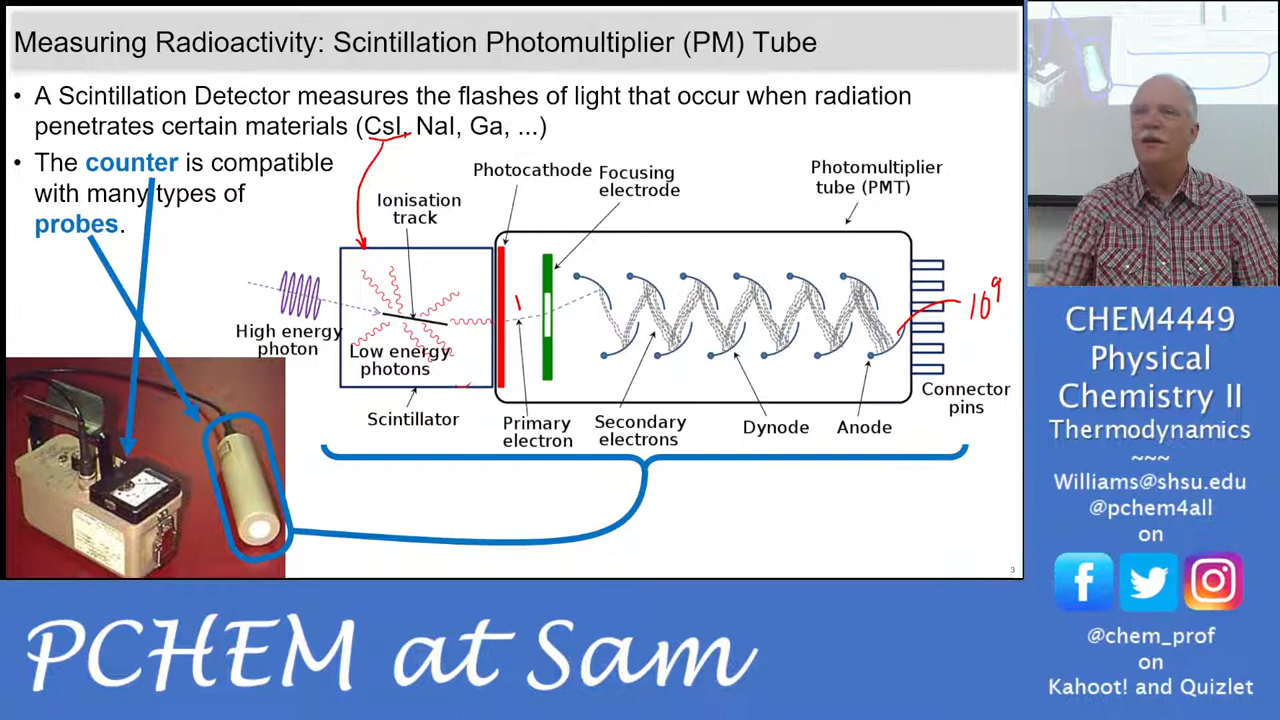 Measuring Radioactivity: Scintillation Photomultiplier (PM) Tube
• A Scintillation Detector measures the flashes of light that occur when radiation
penetrates certain materials (CsI, NaI, Ga, ...)
• The counter is compatible
with many types of
probes.
Photocathode
Focusing
electrode
Photomultiplier
tube (PMT)
Ionisation
track
1
10⁹
High energy
photon
Low energy
photons
Scintillator
Primary
electron
Secondary
electrons
Dynode
Anode
Connector
pins
3
CHEM4449
Physical
Chemistry II
Thermodynamics
~~~
Williams@shsu.edu
@pchem4all
on
f
@chem_prof
on
Kahoot! and Quizlet
PCHEM at Sam